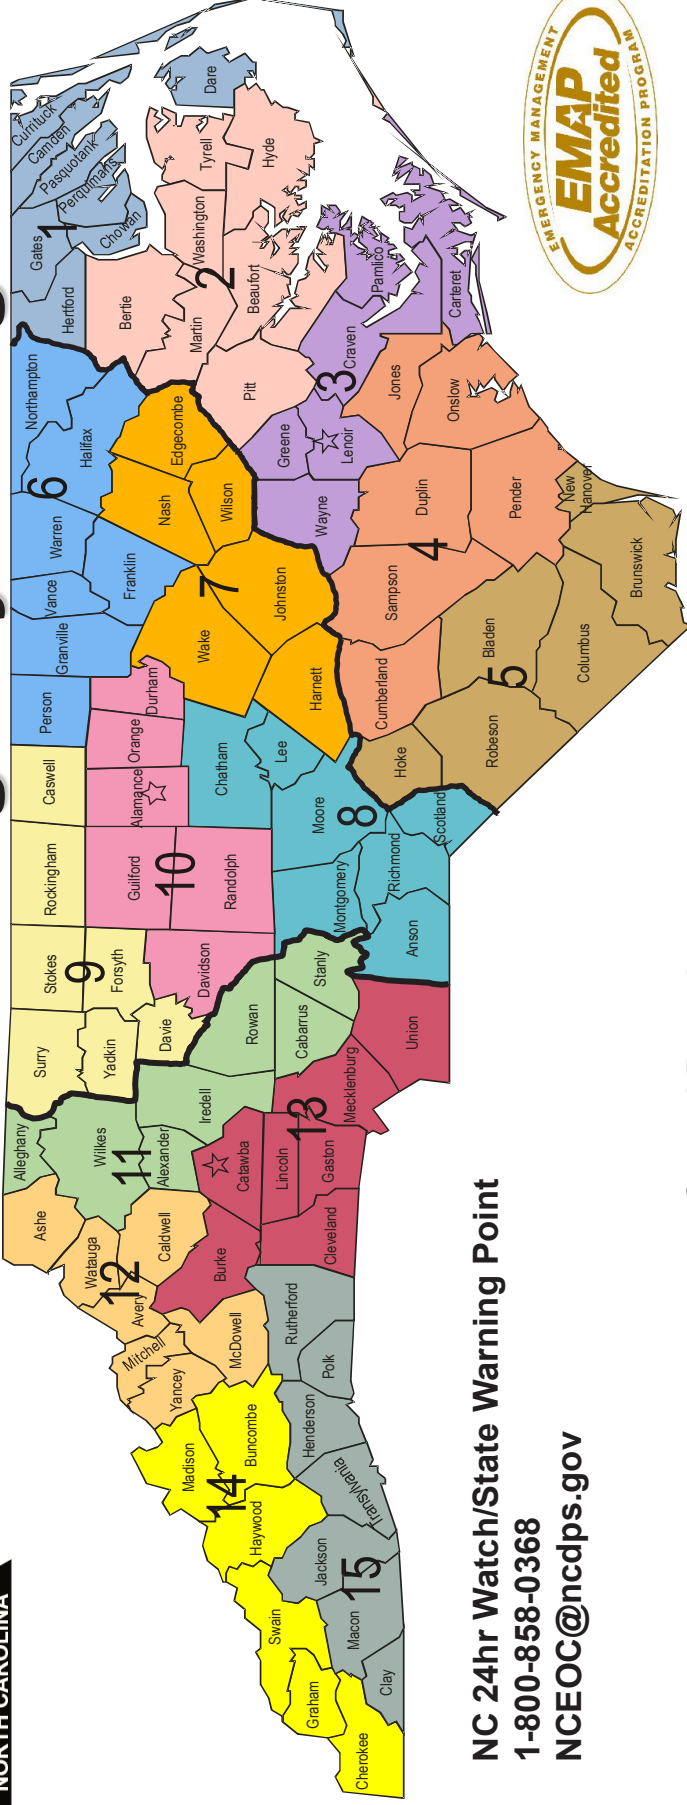 NORTH CAROLINA
Cherokee
Graham
Clay
Swain
Macon
Jackson
15
Haywood
14
Madison
Buncombe
Transylvania
Henderson
Yancey
Mitchell
McDowell
Polk
Rutherford
Avery
12
Watauga
Ashe
Caldwell
Burke
Cleveland
Alleghany
Wilkes
11
Alexander
Catawba
Lincoln
Gaston
13
Iredell
Mecklenburg
Surry
Yadkin
Davie
Rowan
Cabarrus
Union
Stokes
9
Forsyth
Davidson
Stanly
Rockingham
Guilford
10
Randolph
Montgomery
Anson
Caswell
Alamance
Orange
Chatham
Moore
8
Richmond
Scotland
Person
Durham
Lee
Hoke
Granville
Vance
Wake
Harnett
Cumberland
Robeson
5
Bladen
Columbus
Warren
Franklin
7
Johnston
Sampson
4
Brunswick
6
Northampton
Halifax
Nash
Wilson
Edgecombe
Wayne
Duplin
Pender
New
Hanover
Hertford
Bertie
Martin
Pitt
Greene
Lenoir
3
Jones
Onslow
Gates
1
Chowan
Perquimans
Pasquotank
Camden
Currituck
Washington
2
Beaufort
Craven
Pamlico
Carteret
Tyrell
Hyde
Dare
NC 24hr Watch/State Warning Point
1-800-858-0368
NCEOC@ncdps.gov
EMERGENCY MANAGEMENT
EMAP
Accredited
ACCREDITATION PROGRAM